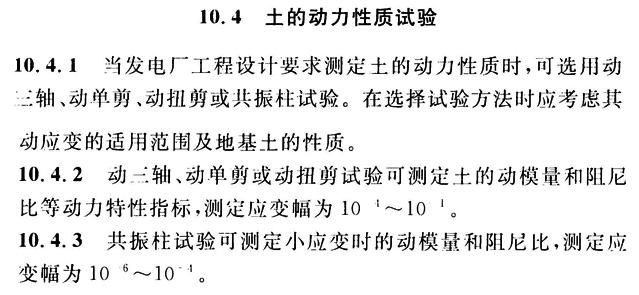 10.4 土的动力性质试验
10.4.1 当发电厂工程设计要求测定土的动力性质时,可选用动
三轴、动单剪、动扭剪或共振柱试验。在选择试验方法时应考虑其
动应变的适用范围及地基土的性质。
10.4.2 动三轴、动单剪或动扭剪试验可测定土的动模量和阻尼
比等动力特性指标,测定应变幅为 10⁻⁴~10⁻¹。
10.4.3 共振柱试验可测定小应变时的动模量和阻尼比,测定应
变幅为 10⁻⁶~10⁻⁴。